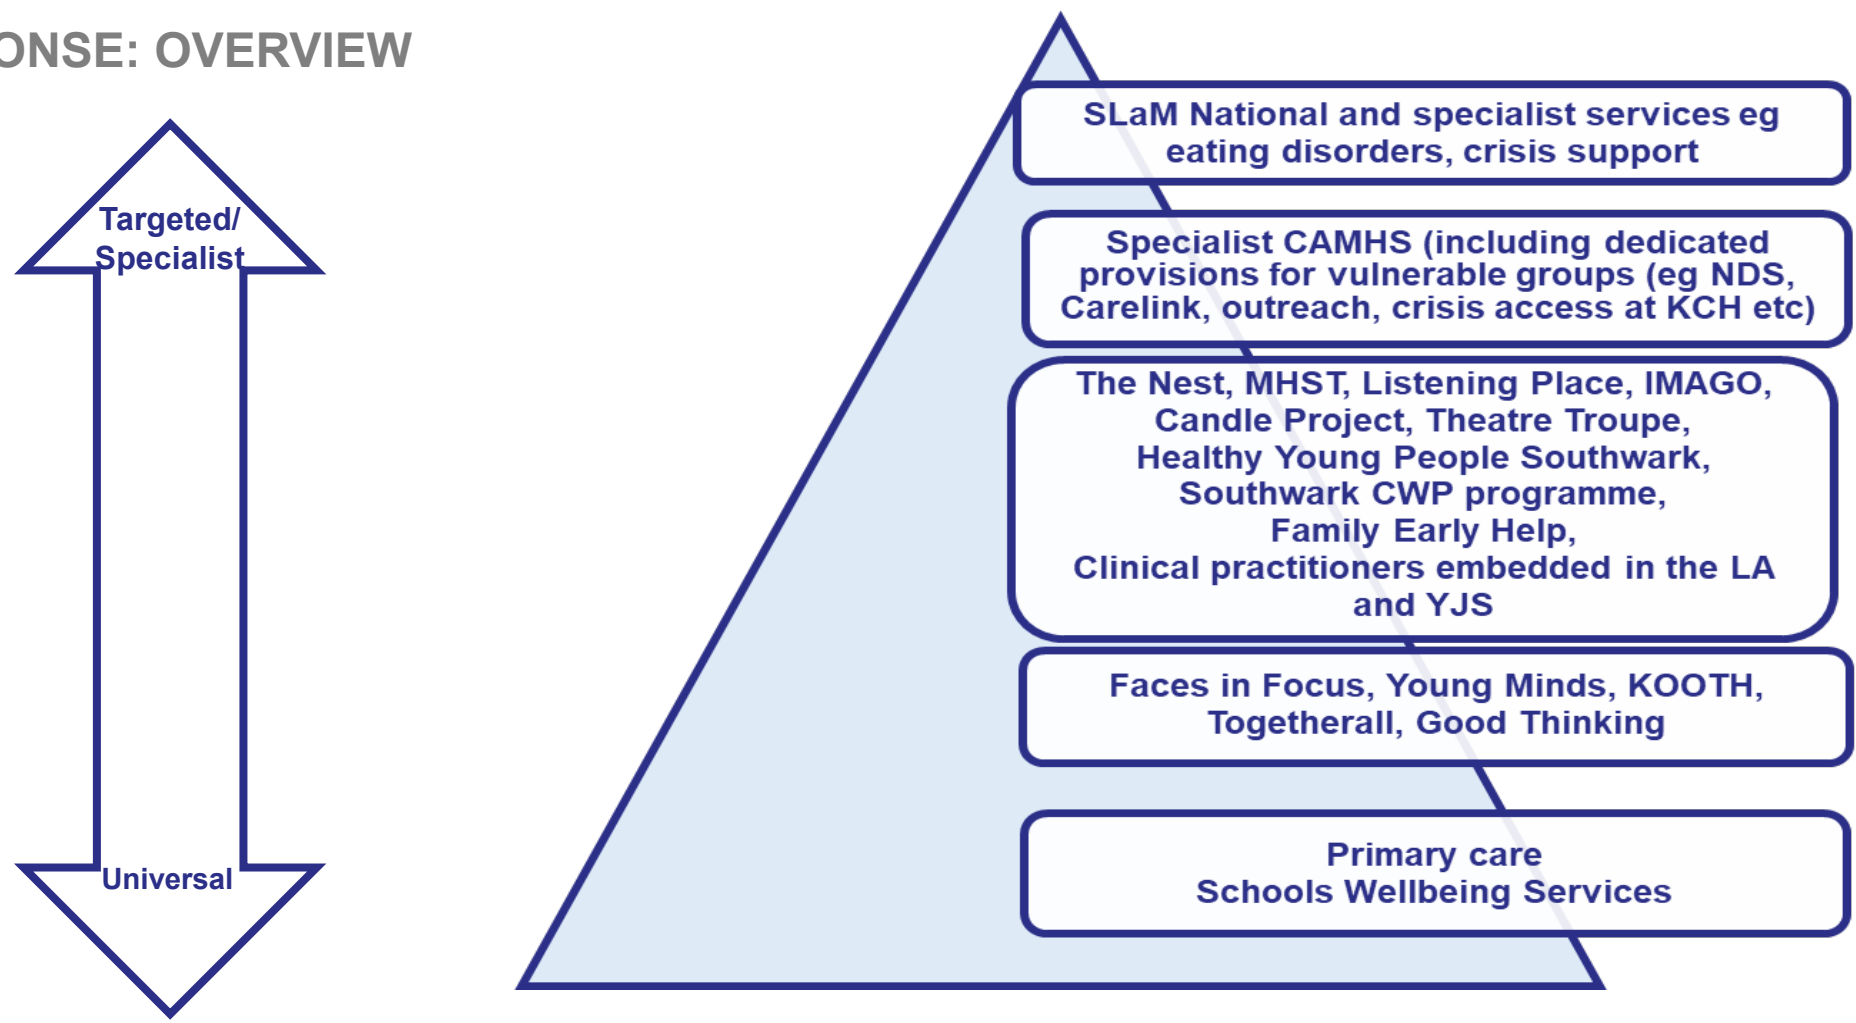 ONSE: OVERVIEW
Targeted/
Specialist
Universal
SLaM National and specialist services eg
eating disorders, crisis support
Specialist CAMHS (including dedicated
provisions for vulnerable groups (eg NDS,
Carelink, outreach, crisis access at KCH etc)
The Nest, MHST, Listening Place, IMAGO,
Candle Project, Theatre Troupe,
Healthy Young People Southwark,
Southwark CWP programme,
Family Early Help,
Clinical practitioners embedded in the LA
and YJS
Faces in Focus, Young Minds, KOOTH,
Togetherall, Good Thinking
Primary care
Schools Wellbeing Services